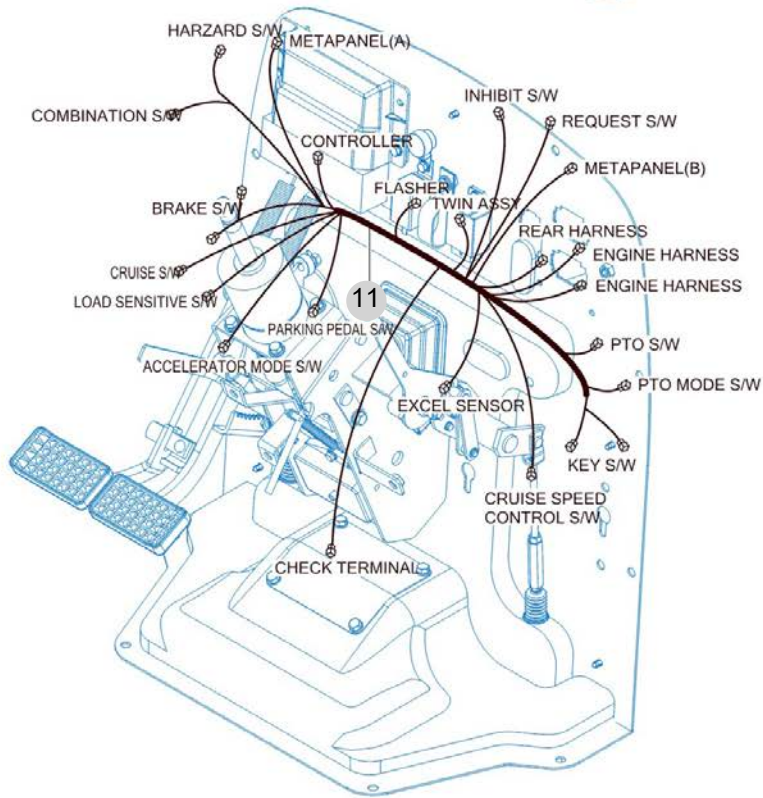 HARZARD S/W
METAPANEL(A)
COMBINATION S/W
INHIBIT S/W
REQUEST S/W
CONTROLLER
METAPANEL(B)
FLASHER
TWIN ASSY
BRAKE S/W
REAR HARNESS
ENGINE HARNESS
CRUISE S/W
ENGINE HARNESS
LOAD SENSITIVE S/W
11
PARKING PEDAL S/W
PTO S/W
ACCELERATOR MODE S/W
PTO MODE S/W
EXCEL SENSOR
KEY S/W
CRUISE SPEED
CONTROL S/W
CHECK TERMINAL